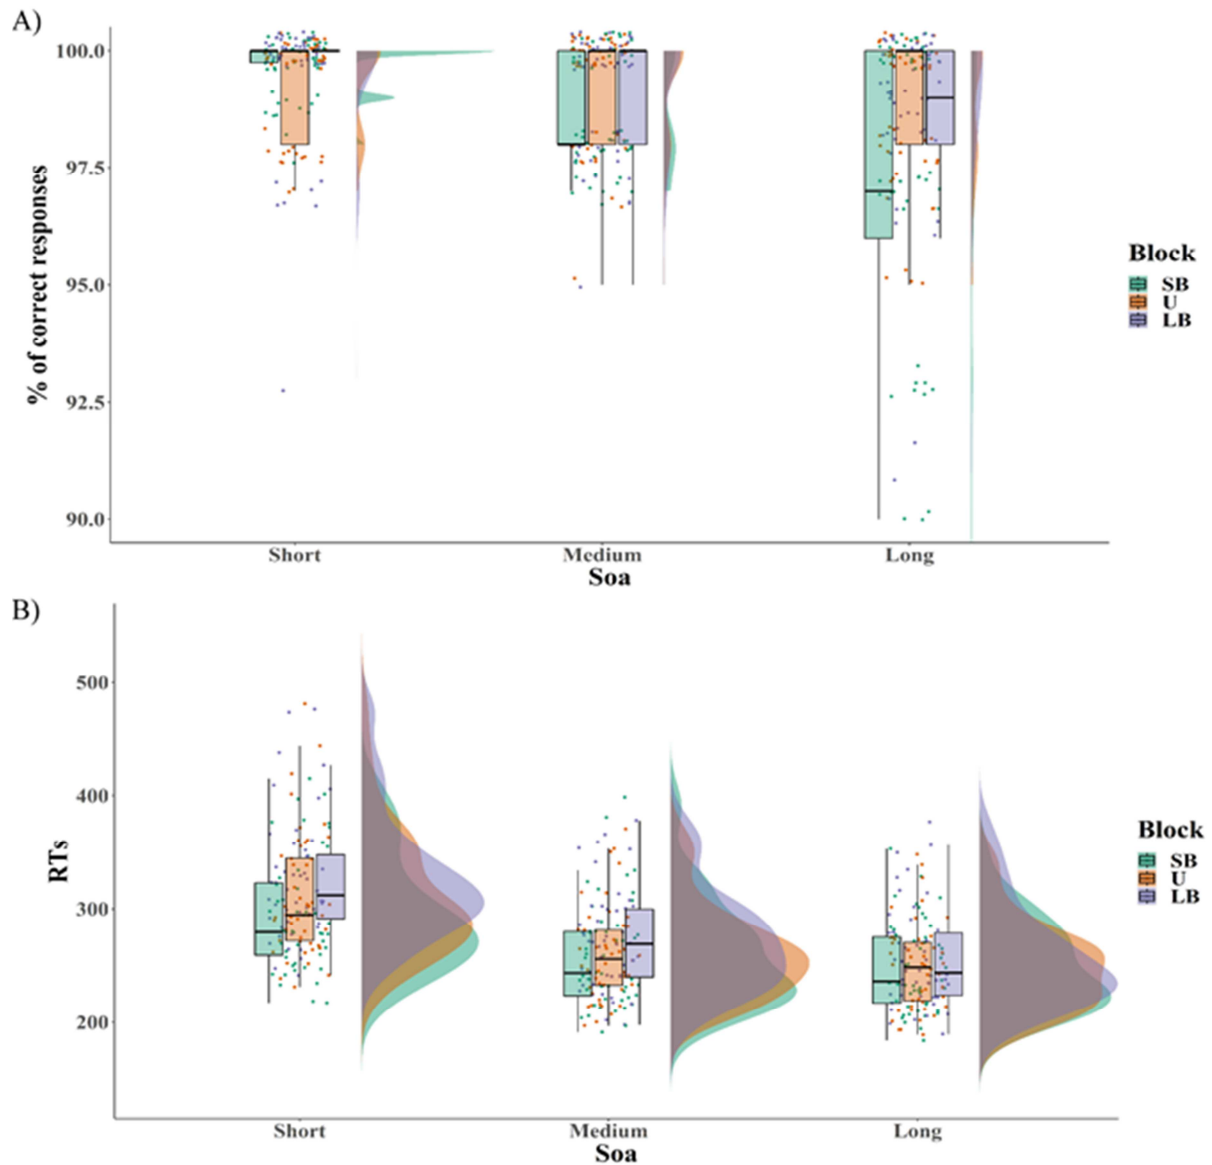 A)
% of correct responses
100.0
97.5
95.0
92.5
90.0
Short Medium Long
Soa
Block
SB
U
LB
B)
RTs
500
400
300
200
Short Medium Long
Soa
Block
SB
U
LB